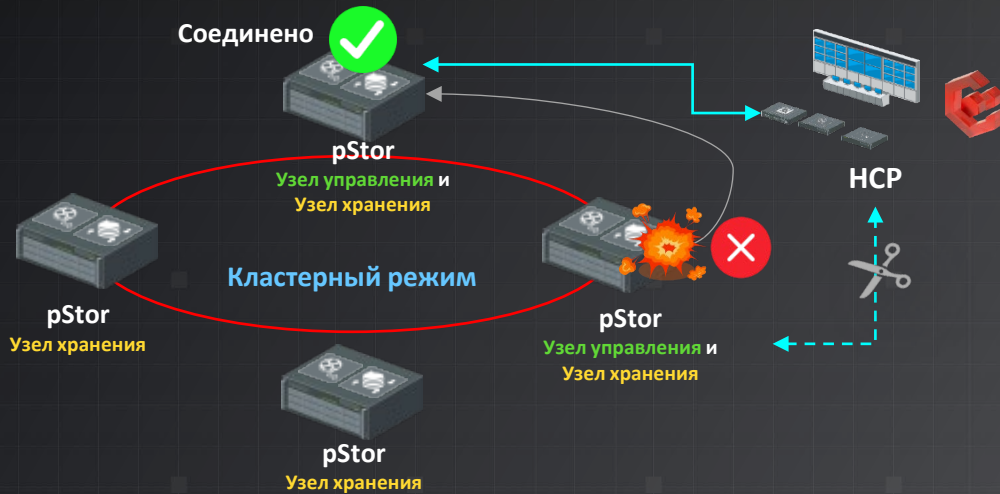 Соединено
pStor
Узел управления и
Узел хранения
HCP
Кластерный режим
pStor
Узел хранения
pStor
Узел управления и
Узел хранения
pStor
Узел хранения